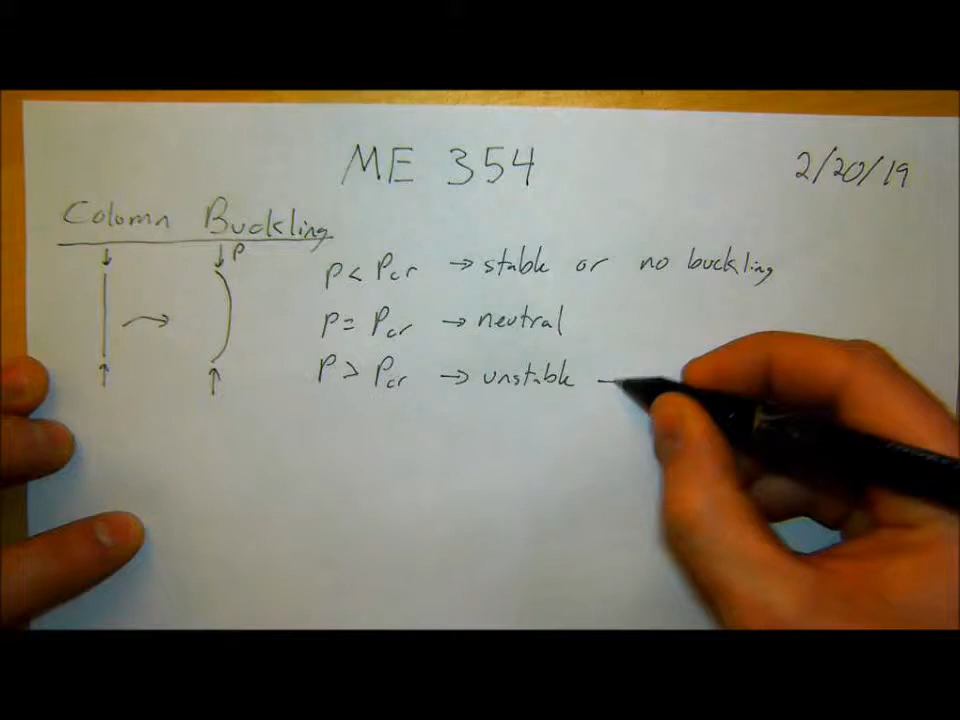 ME 354
2/20/19
Column Buckling
P
P < Pcr → stable or no buckling
P = Pcr → neutral
P > Pcr → unstable —